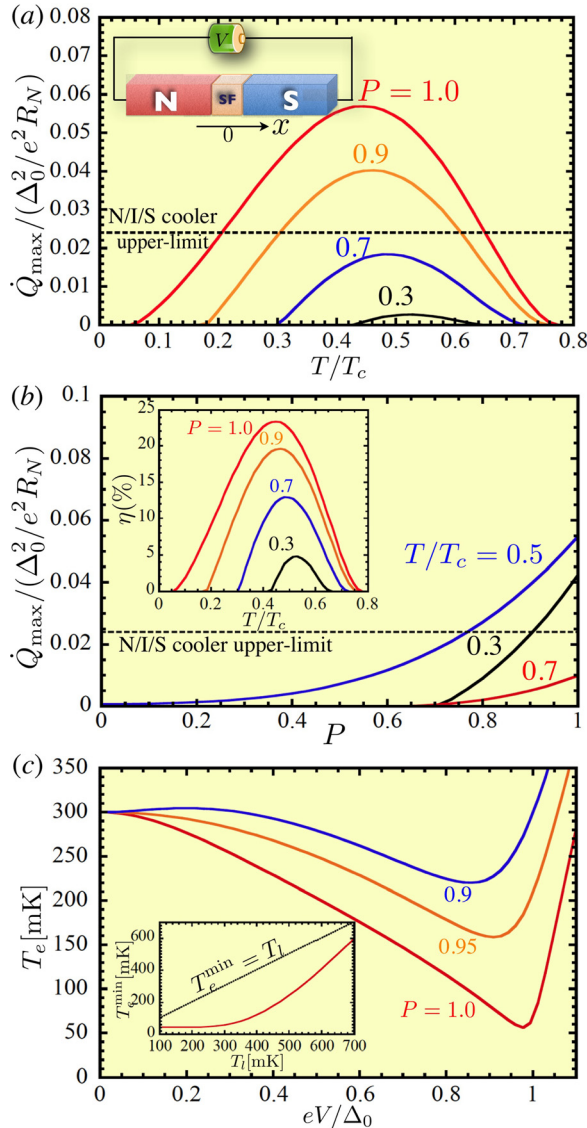 (a)
0.08
0.07
0.06
0.05
0.04
0.03
0.02
0.01
0
Q̇max/(Δ₀²/e²R_N)
V
N SF S
0 x
P = 1.0
0.9
0.7
0.3
N/I/S cooler
upper-limit
0 0.1 0.2 0.3 0.4 0.5 0.6 0.7 0.8
T/Tc
(b)
0.1
0.08
0.06
0.04
0.02
0
Q̇max/(Δ₀²/e²R_N)
25
20
15
10
5
0
η(%)
P = 1.0
0.9
0.7
0.3
0 0.2 0.4 0.6 0.8
T/Tc
T/Tc = 0.5
0.3
0.7
N/I/S cooler upper-limit
0 0.2 0.4 0.6 0.8 1
P
(c)
350
300
250
200
150
100
50
0
Te[mK]
0.9
0.95
P = 1.0
600
400
200
0
Te^min[mK]
Te^min = Tl
100 200 300 400 500 600 700
Tl[mK]
0 0.2 0.4 0.6 0.8 1
eV/Δ₀